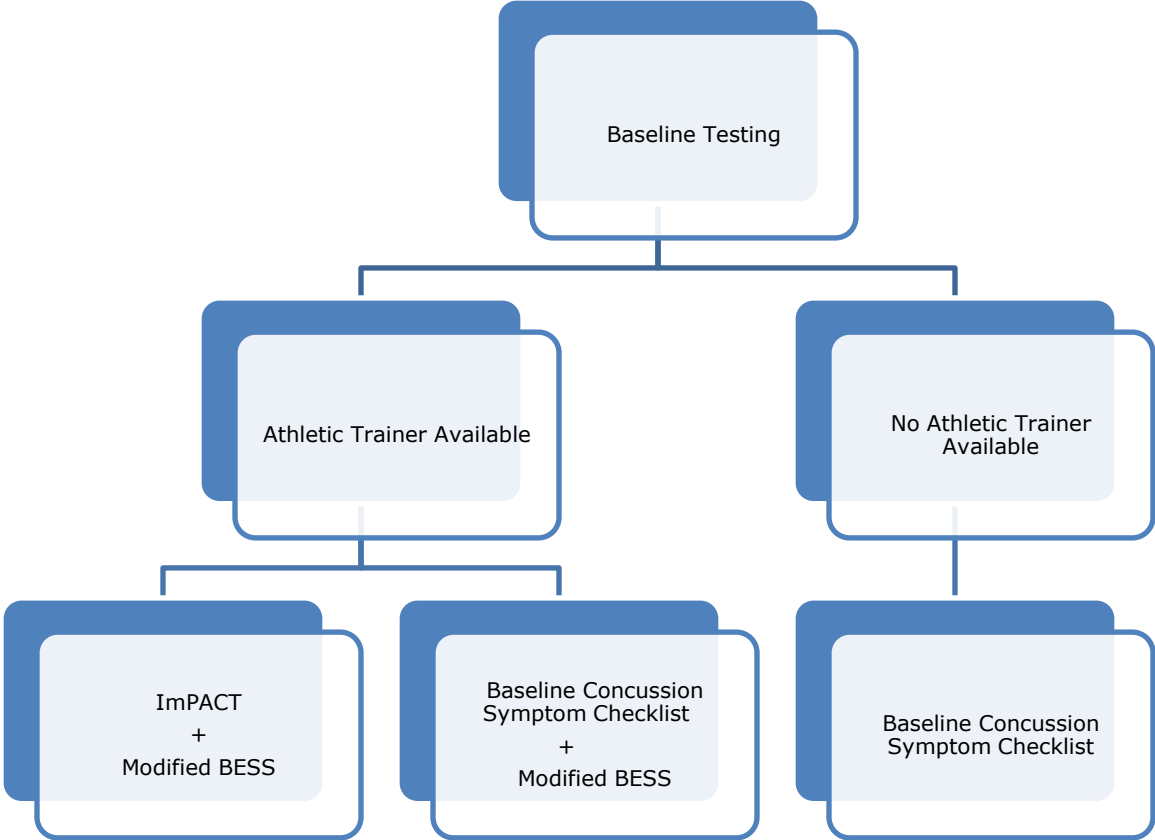 Baseline Testing
Athletic Trainer Available
No Athletic Trainer
Available
ImPACT
+
Modified BESS
Baseline Concussion
Symptom Checklist
+
Modified BESS
Baseline Concussion
Symptom Checklist